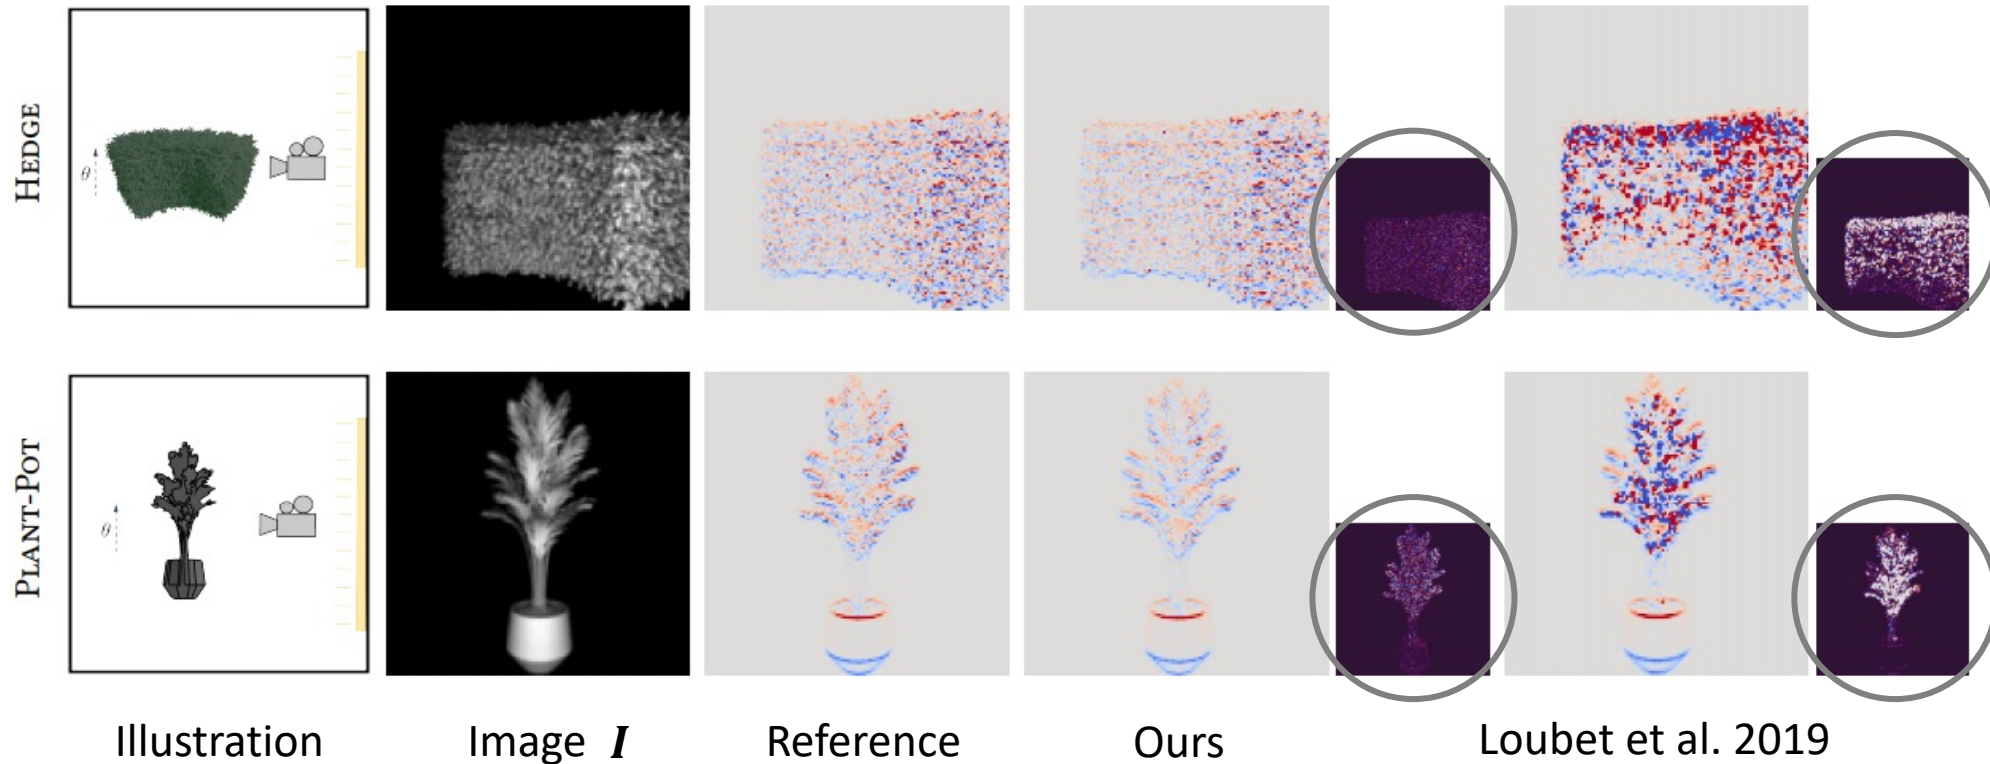 HEDGE
θ
PLANT-POT
θ
Illustration
Image I
Reference
Ours
Loubet et al. 2019